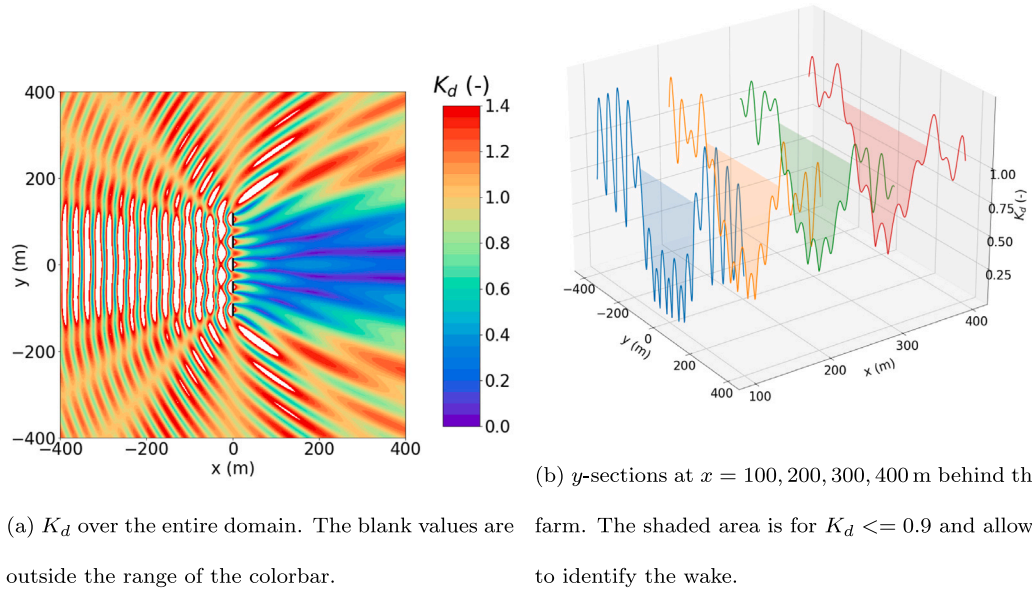 K_d (-)
400
200
0
−200
−400
y (m)
−400
−200
0
200
400
x (m)
1.4
1.2
1.0
0.8
0.6
0.4
0.2
0.0
1.00
0.75
0.50
0.25
K_d (-)
−400
−200
0
200
400
y (m)
100
200
300
400
x (m)
(a) K_d over the entire domain. The blank values are
outside the range of the colorbar.
(b) y-sections at x = 100, 200, 300, 400 m behind th
farm. The shaded area is for K_d <= 0.9 and allow
to identify the wake.